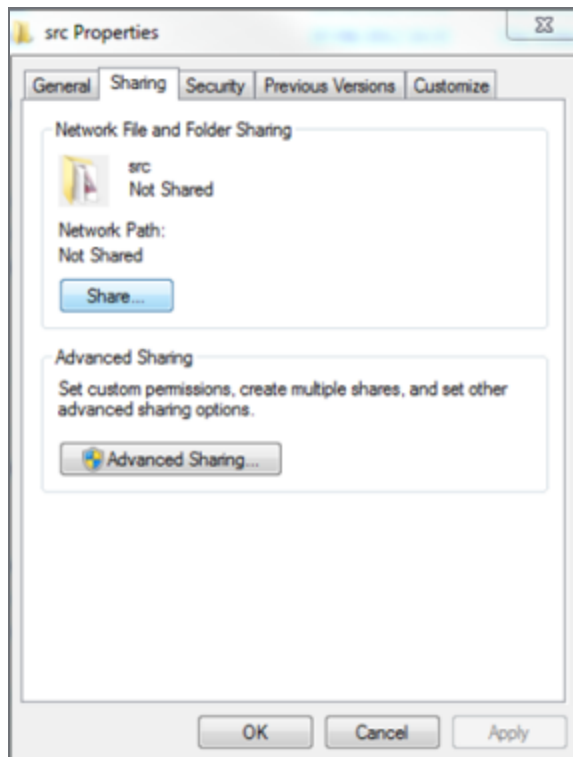 src Properties
General Sharing Security Previous Versions Customize
Network File and Folder Sharing
src
Not Shared
Network Path:
Not Shared
Share...
Advanced Sharing
Set custom permissions, create multiple shares, and set other
advanced sharing options.
Advanced Sharing...
OK Cancel Apply